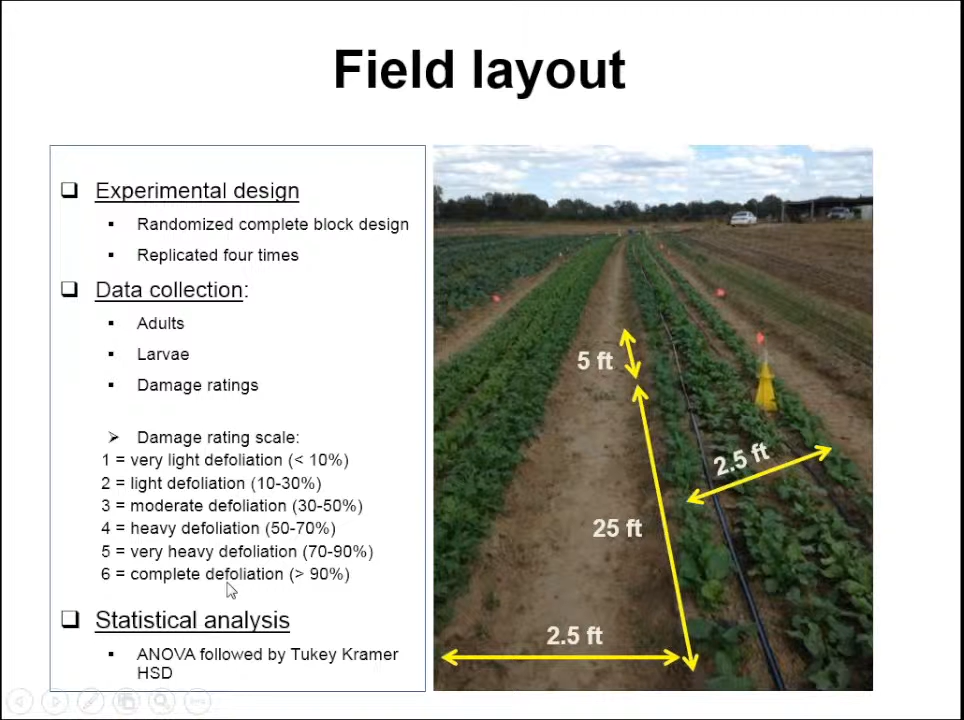 Field layout
Experimental design
Randomized complete block design
Replicated four times
Data collection:
Adults
Larvae
Damage ratings
Damage rating scale:
1 = very light defoliation (< 10%)
2 = light defoliation (10-30%)
3 = moderate defoliation (30-50%)
4 = heavy defoliation (50-70%)
5 = very heavy defoliation (70-90%)
6 = complete defoliation (> 90%)
Statistical analysis
ANOVA followed by Tukey Kramer
HSD
5 ft
2.5 ft
25 ft
2.5 ft